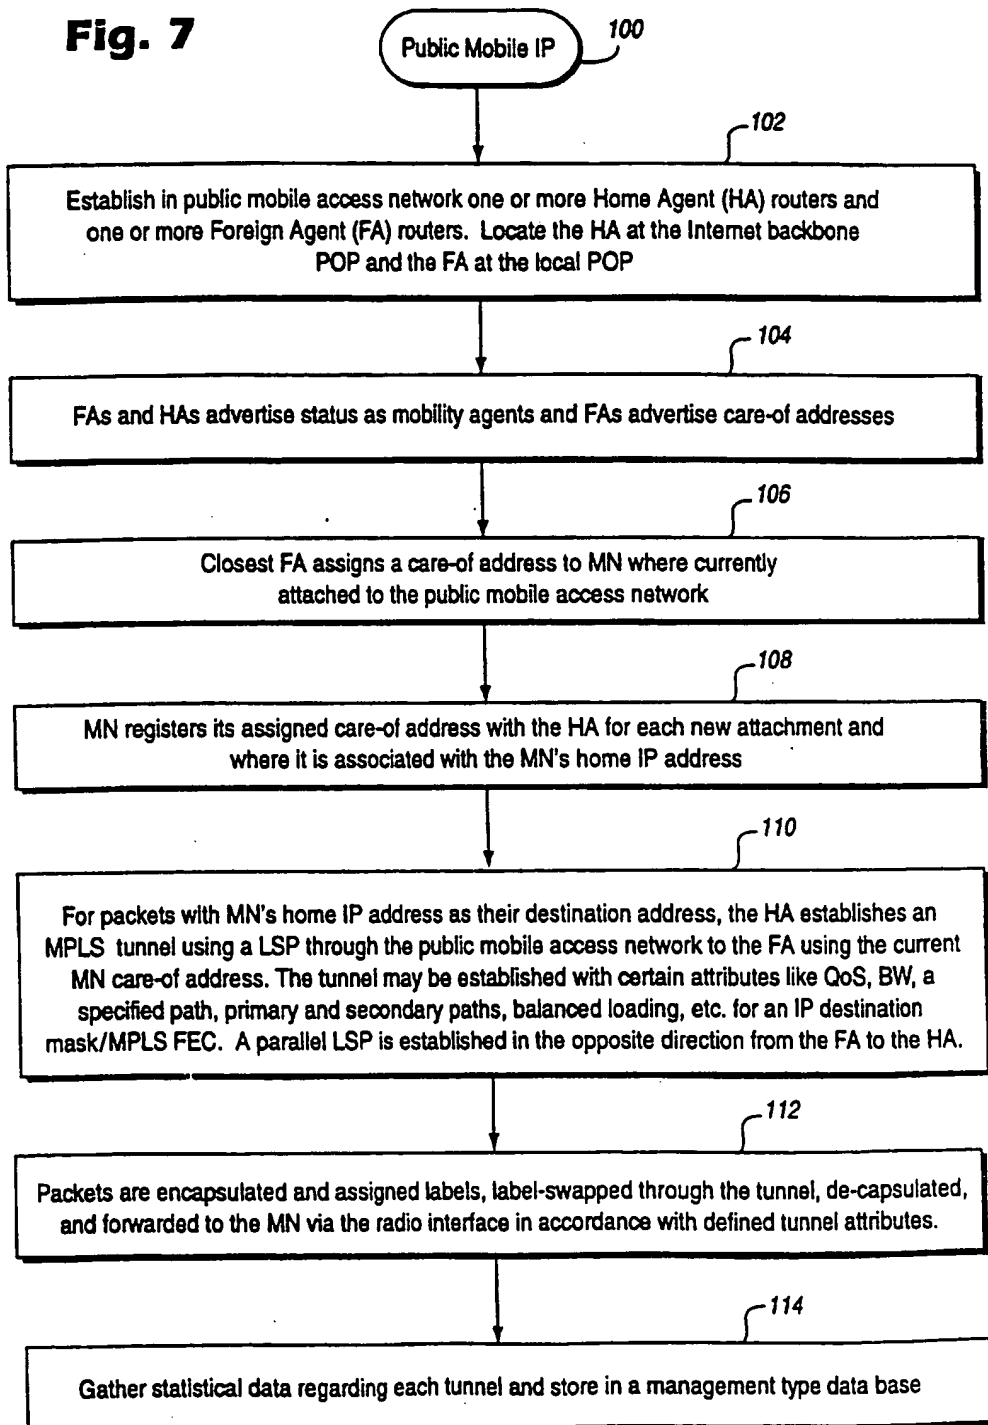 Fig. 7
Public Mobile IP
100
102
Establish in public mobile access network one or more Home Agent (HA) routers and
one or more Foreign Agent (FA) routers. Locate the HA at the Internet backbone
POP and the FA at the local POP
104
FAs and HAs advertise status as mobility agents and FAs advertise care-of addresses
106
Closest FA assigns a care-of address to MN where currently
attached to the public mobile access network
108
MN registers its assigned care-of address with the HA for each new attachment and
where it is associated with the MN's home IP address
110
For packets with MN's home IP address as their destination address, the HA establishes an
MPLS tunnel using a LSP through the public mobile access network to the FA using the current
MN care-of address. The tunnel may be established with certain attributes like QoS, BW, a
specified path, primary and secondary paths, balanced loading, etc. for an IP destination
mask/MPLS FEC. A parallel LSP is established in the opposite direction from the FA to the HA.
112
Packets are encapsulated and assigned labels, label-swapped through the tunnel, de-capsulated,
and forwarded to the MN via the radio interface in accordance with defined tunnel attributes.
114
Gather statistical data regarding each tunnel and store in a management type data base